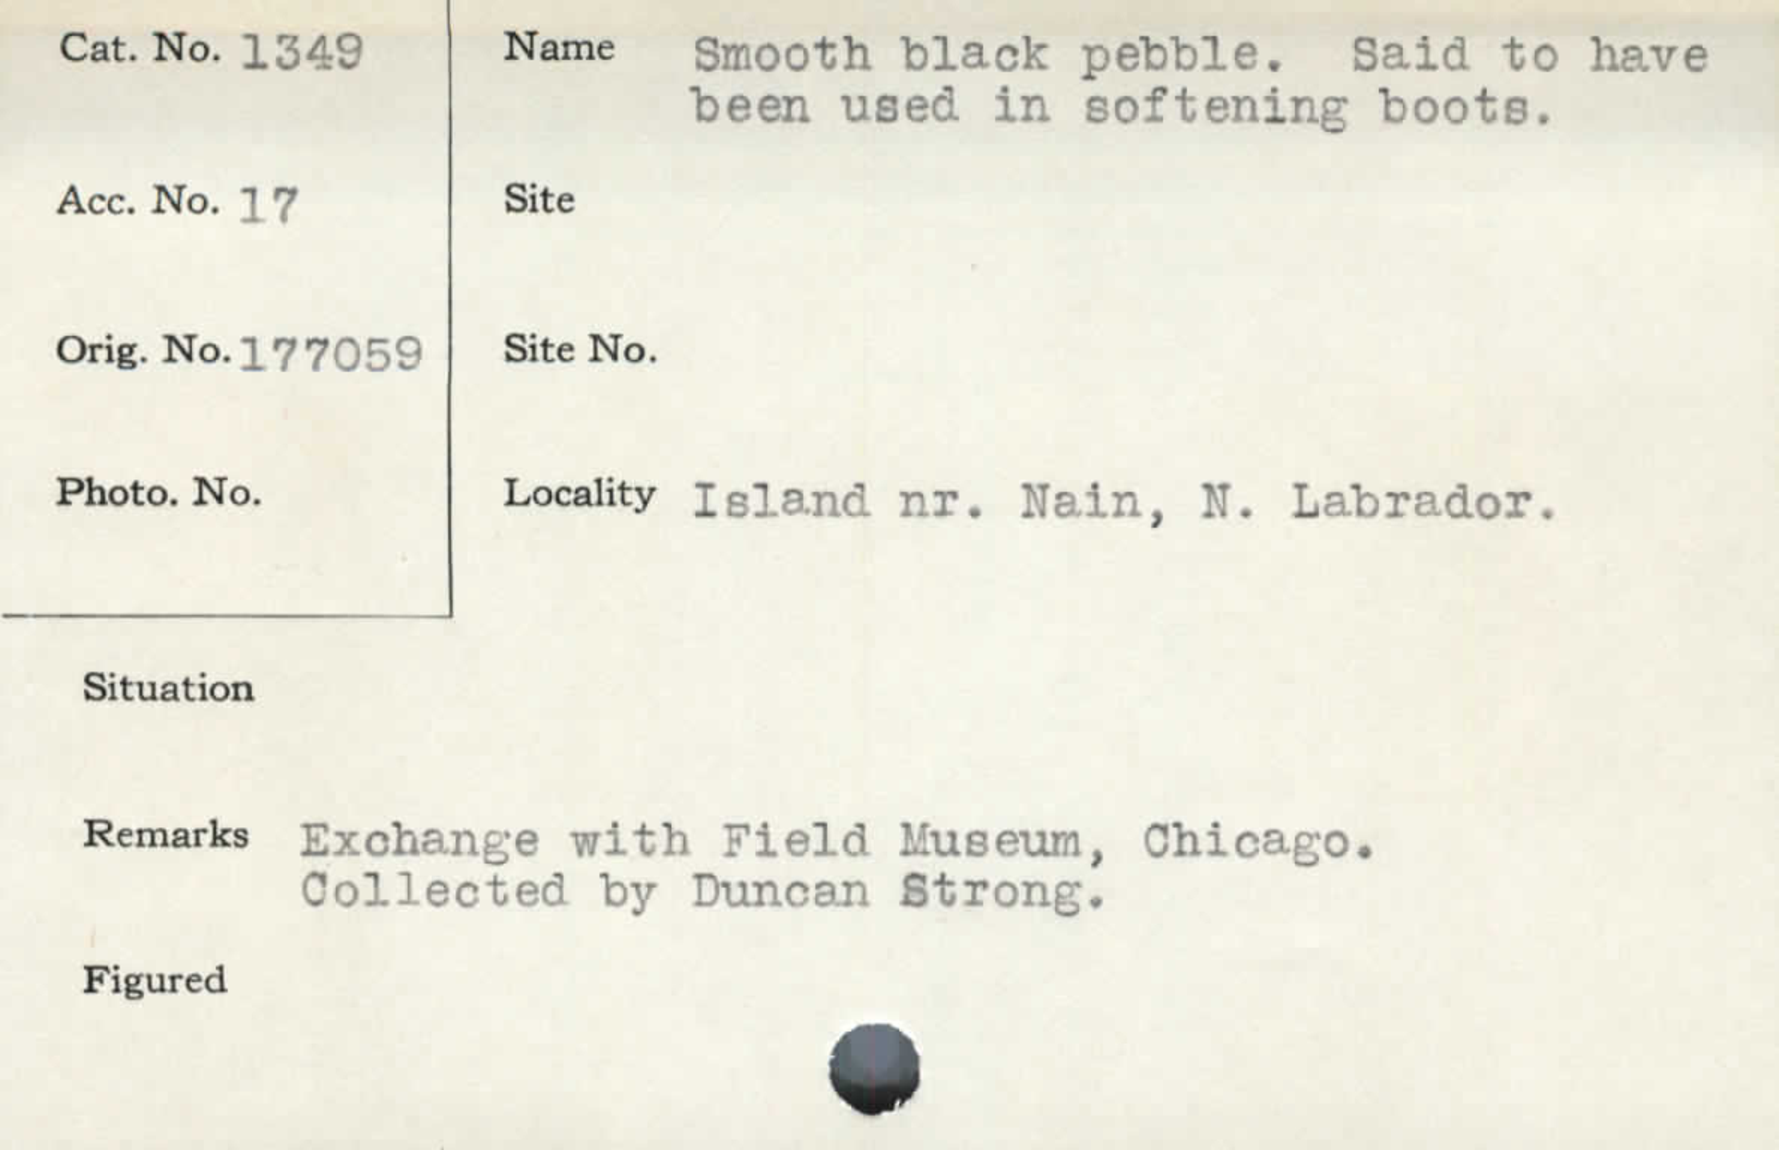 Cat. No. 1349
Name Smooth black pebble. Said to have
been used in softening boots.
Acc. No. 17
Site
Orig. No. 177059
Site No.
Photo. No.
Locality Island nr. Nain, N. Labrador.
Situation
Remarks Exchange with Field Museum, Chicago.
Collected by Duncan Strong.
Figured